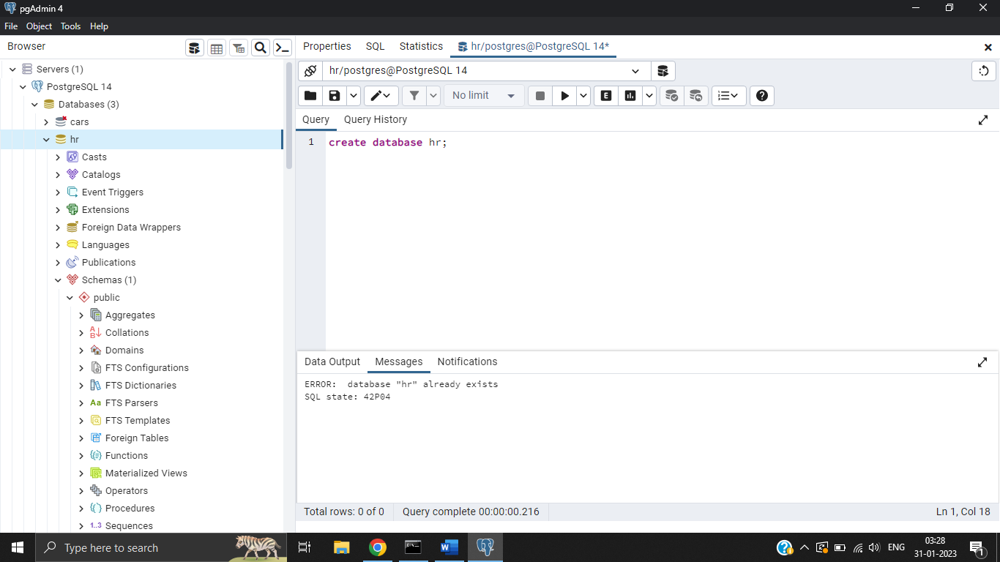 pgAdmin 4
File Object Tools Help
Browser
Properties SQL Statistics hr/postgres@PostgreSQL 14*
Servers (1)
PostgreSQL 14
Databases (3)
cars
hr
Casts
Catalogs
Event Triggers
Extensions
Foreign Data Wrappers
Languages
Publications
Schemas (1)
public
Aggregates
Collations
Domains
FTS Configurations
FTS Dictionaries
Aa FTS Parsers
FTS Templates
Foreign Tables
Functions
Materialized Views
Operators
Procedures
1..3 Sequences
hr/postgres@PostgreSQL 14
No limit
E
Query Query History
1 create database hr;
Data Output Messages Notifications
ERROR: database "hr" already exists
SQL state: 42P04
Total rows: 0 of 0 Query complete 00:00:00.216 Ln 1, Col 18
Type here to search
ENG
03:28
31-01-2023
1